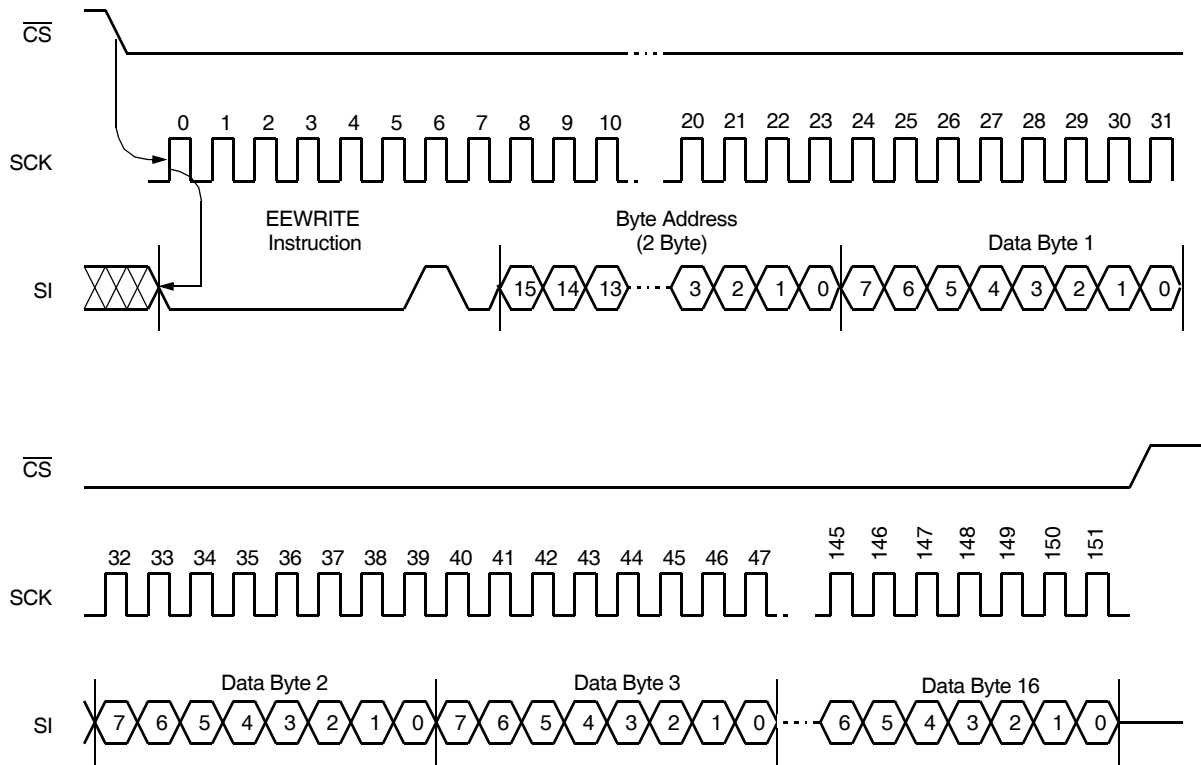 CS
0 1 2 3 4 5 6 7 8 9 10 20 21 22 23 24 25 26 27 28 29 30 31
SCK
EEWRITE
Instruction
Byte Address
(2 Byte)
Data Byte 1
SI
15 14 13 3 2 1 0 7 6 5 4 3 2 1 0
CS
32 33 34 35 36 37 38 39 40 41 42 43 44 45 46 47 145 146 147 148 149 150 151
SCK
Data Byte 2 Data Byte 3 Data Byte 16
SI
7 6 5 4 3 2 1 0 7 6 5 4 3 2 1 0 6 5 4 3 2 1 0